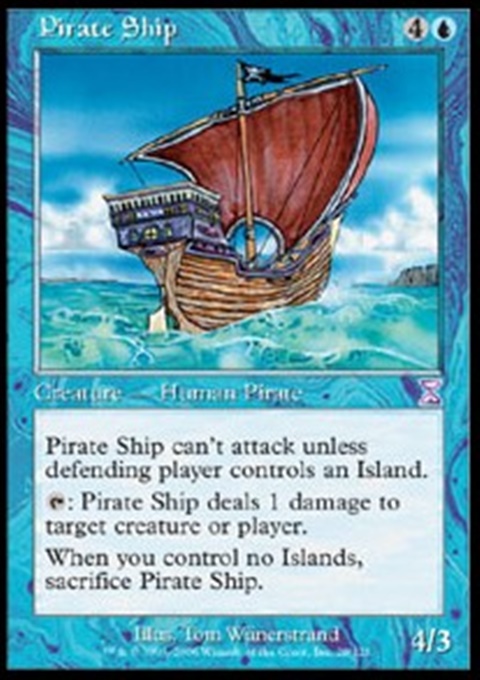 Pirate Ship 4
Creature — Human Pirate
Pirate Ship can't attack unless
defending player controls an Island.
: Pirate Ship deals 1 damage to
target creature or player.
When you control no Islands,
sacrifice Pirate Ship.
Illus. Tom Wänerstrand
4/3